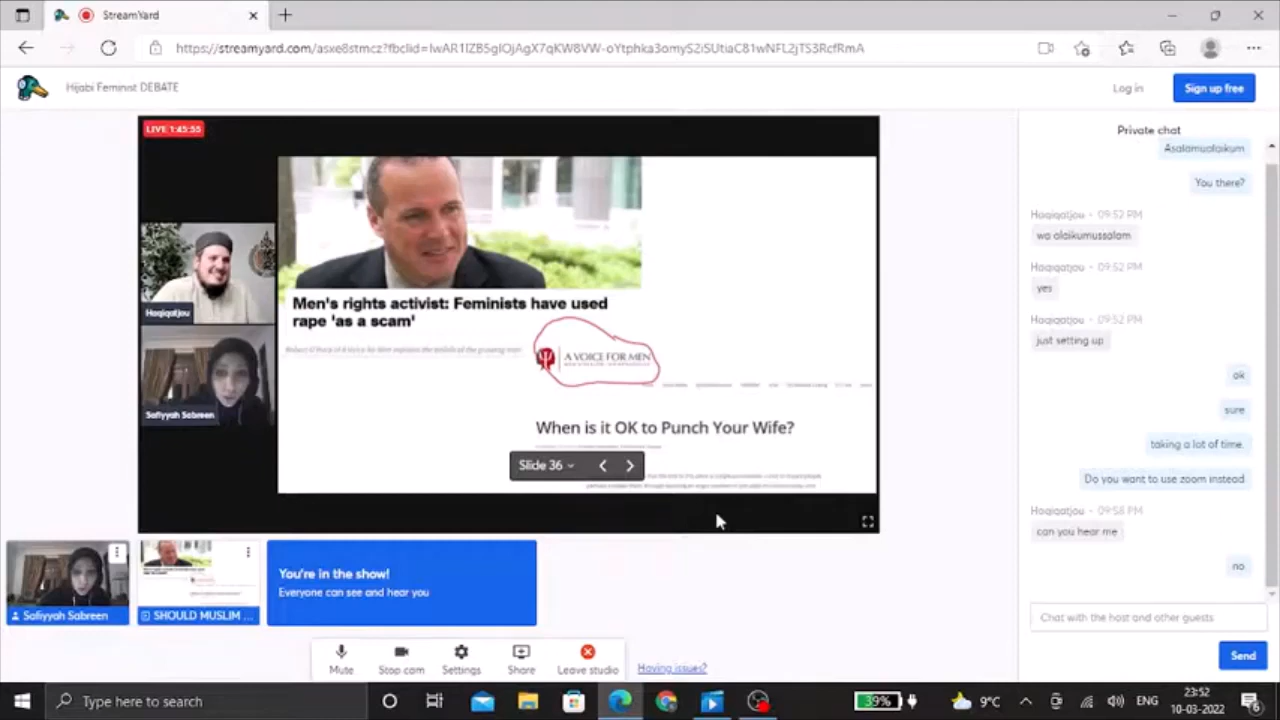 StreamYard
https://streamyard.com/asxe8stmcz?fbclid=IwAR1IZB5gIOjAgX7qKW8VW-oYtphka3omyS2i5UtiaC81wNFL2jTS3RcfRmA
Hijabi Feminist DEBATE
Log in
Sign up free
LIVE 1:45:55
Haqiqatjou
Safiyyah Sabreen
Men's rights activist: Feminists have used
rape 'as a scam'
A VOICE FOR MEN
When is it OK to Punch Your Wife?
Slide 36
Private chat
Asalamualaikum
You there?
Haqiqatjou • 09:52 PM
wa alaikumussalam
Haqiqatjou • 09:52 PM
yes
Haqiqatjou • 09:52 PM
just setting up
ok
sure
taking a lot of time.
Do you want to use zoom instead
Haqiqatjou • 09:58 PM
can you hear me
no
Chat with the host and other guests
Send
Safiyyah Sabreen
SHOULD MUSLIM ...
You're in the show!
Everyone can see and hear you
Mute
Stop cam
Settings
Share
Leave studio
Having issues?
Type here to search
39%
9°C
ENG
23:52
10-03-2022
6